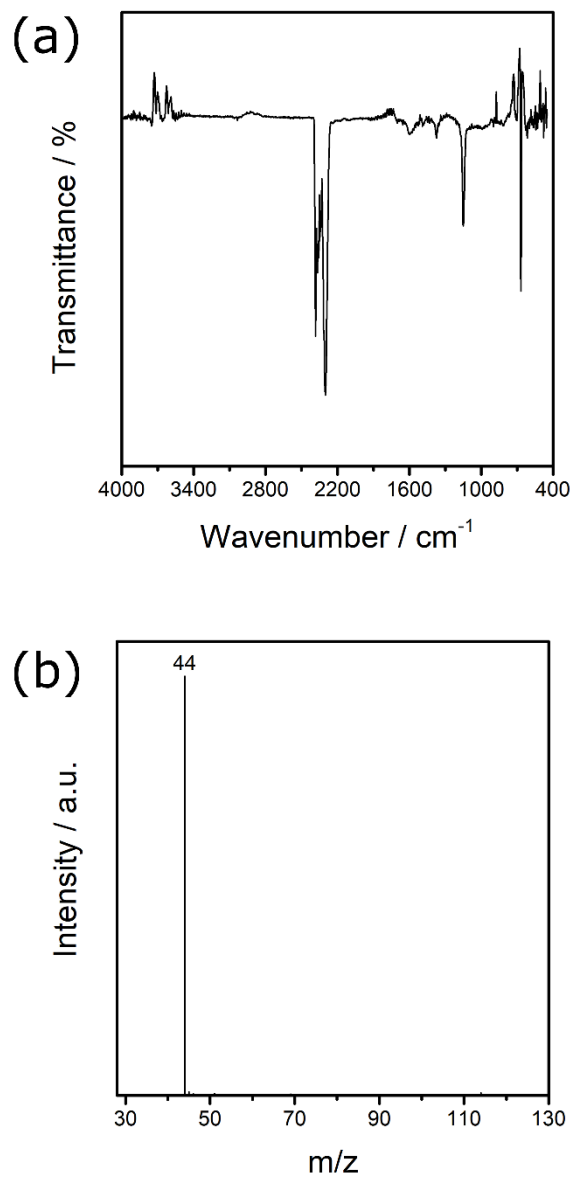 (a)
Transmittance / %
4000 3400 2800 2200 1600 1000 400
Wavenumber / cm⁻¹
(b)
44
Intensity / a.u.
30 50 70 90 110 130
m/z